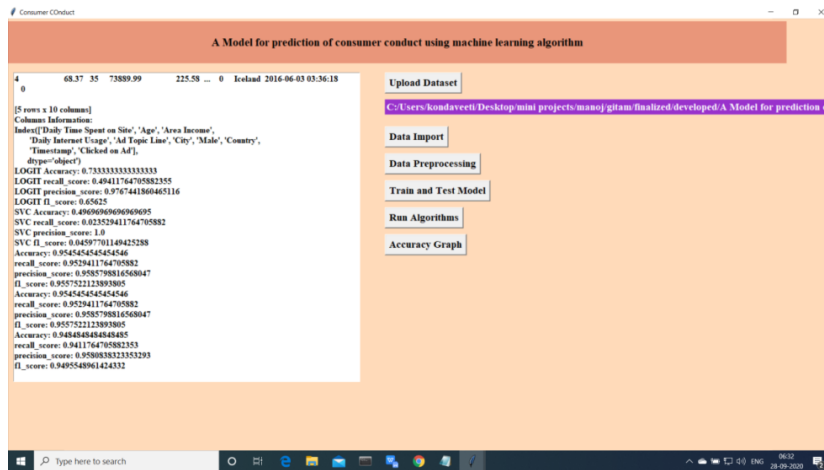 Consumer COnduct
A Model for prediction of consumer conduct using machine learning algorithm
4 68.37 35 73889.99 225.58 ... 0 Iceland 2016-06-03 03:36:18
0
[5 rows x 10 columns]
Columns Information:
Index(['Daily Time Spent on Site', 'Age', 'Area Income',
'Daily Internet Usage', 'Ad Topic Line', 'City', 'Male', 'Country',
'Timestamp', 'Clicked on Ad'],
dtype='object')
LOGIT Accuracy: 0.7333333333333333
LOGIT recall_score: 0.49411764705882355
LOGIT precision_score: 0.9767441860465116
LOGIT f1_score: 0.65625
SVC Accuracy: 0.49696969696969695
SVC recall_score: 0.023529411764705882
SVC precision_score: 1.0
SVC f1_score: 0.04597701149425288
Accuracy: 0.9545454545454546
recall_score: 0.9529411764705882
precision_score: 0.9585798816568047
f1_score: 0.9557522123893805
Accuracy: 0.9545454545454546
recall_score: 0.9529411764705882
precision_score: 0.9585798816568047
f1_score: 0.9557522123893805
Accuracy: 0.9484848484848485
recall_score: 0.9411764705882353
precision_score: 0.9580838323353293
f1_score: 0.9495548961424332
Upload Dataset
C:/Users/kondaveeti/Desktop/mini projects/manoj/gitam/finalized/developed/A Model for prediction
Data Import
Data Preprocessing
Train and Test Model
Run Algorithms
Accuracy Graph
Type here to search
ENG
06:32
28-09-2020